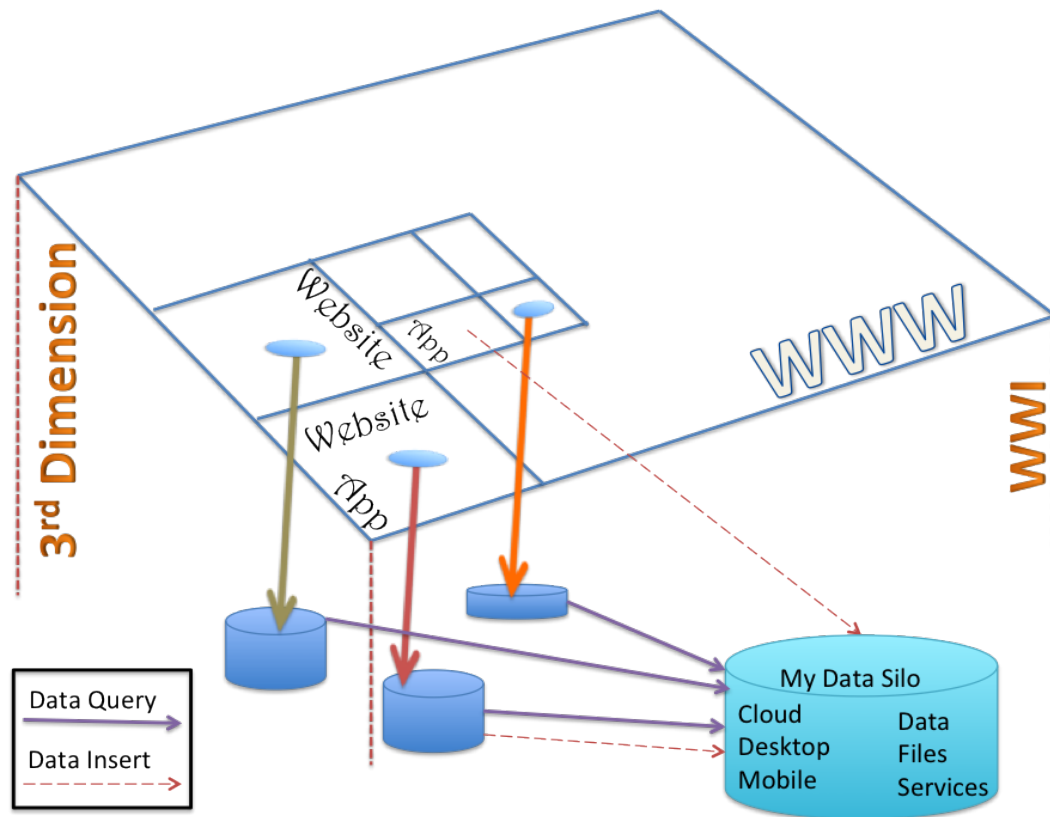 3rd Dimension
Website
App
Website
App
WWW
WWI
Data Query
Data Insert
My Data Silo
Cloud
Desktop
Mobile
Data
Files
Services